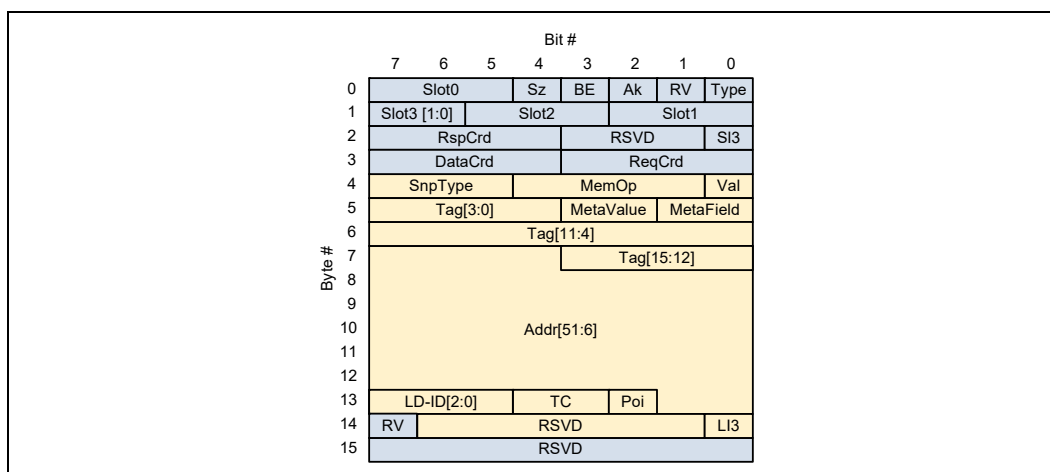 Bit #
7 6 5 4 3 2 1 0
0 Slot0 Sz BE Ak RV Type
1 Slot3 [1:0] Slot2 Slot1
2 RspCrd RSVD SI3
3 DataCrd ReqCrd
4 SnpType MemOp Val
5 Tag[3:0] MetaValue MetaField
6 Tag[11:4]
7 Tag[15:12]
Byte #
8
9
10 Addr[51:6]
11
12
13 LD-ID[2:0] TC Poi
14 RV RSVD LI3
15 RSVD